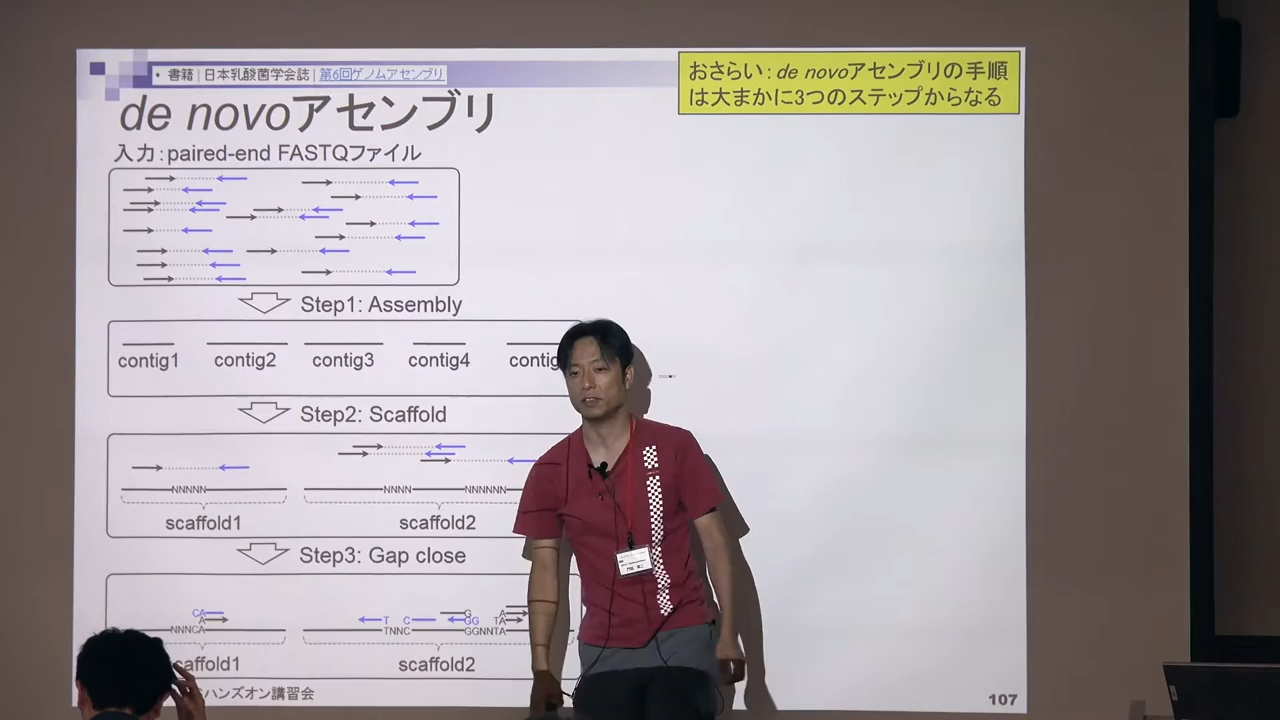 • 書籍 | 日本乳酸菌学会誌 | 第6回ゲノムアセンブリ
おさらい：de novoアセンブリの手順
は大まかに3つのステップからなる
de novoアセンブリ
入力：paired-end FASTQファイル
Step1: Assembly
contig1 contig2 contig3 contig4 contig
Step2: Scaffold
NNNNN NNNN NNNNNN
scaffold1 scaffold2
Step3: Gap close
CA T C G A
A GG TA
NNNCA TNNC GGNNTA
caffold1 scaffold2
ハンズオン講習会
107